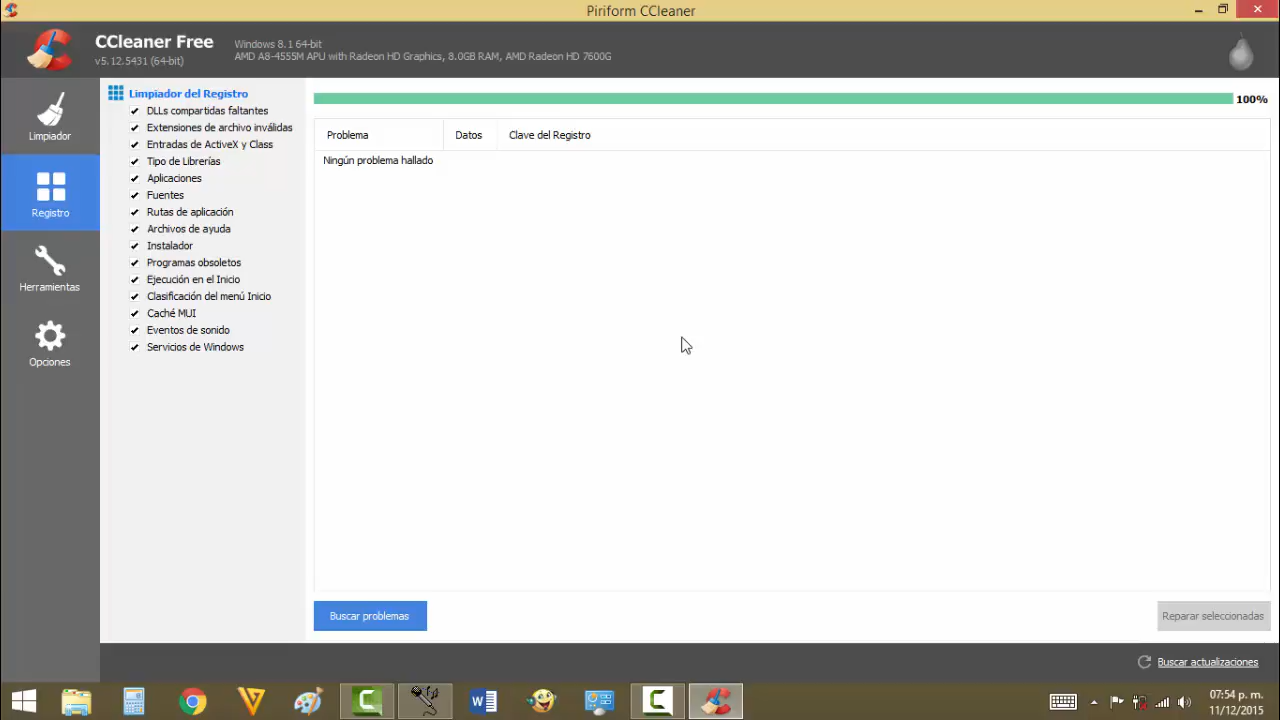 Piriform CCleaner
CCleaner Free
v5.12.5431 (64-bit)
Windows 8.1 64-bit
AMD A8-4555M APU with Radeon HD Graphics, 8.0GB RAM, AMD Radeon HD 7600G
Limpiador
Registro
Herramientas
Opciones
Limpiador del Registro
DLLs compartidas faltantes
Extensiones de archivo inválidas
Entradas de ActiveX y Class
Tipo de Librerías
Aplicaciones
Fuentes
Rutas de aplicación
Archivos de ayuda
Instalador
Programas obsoletos
Ejecución en el Inicio
Clasificación del menú Inicio
Caché MUI
Eventos de sonido
Servicios de Windows
100%
Problema Datos Clave del Registro
Ningún problema hallado
Buscar problemas
Reparar seleccionadas
Buscar actualizaciones
07:54 p. m.
11/12/2015